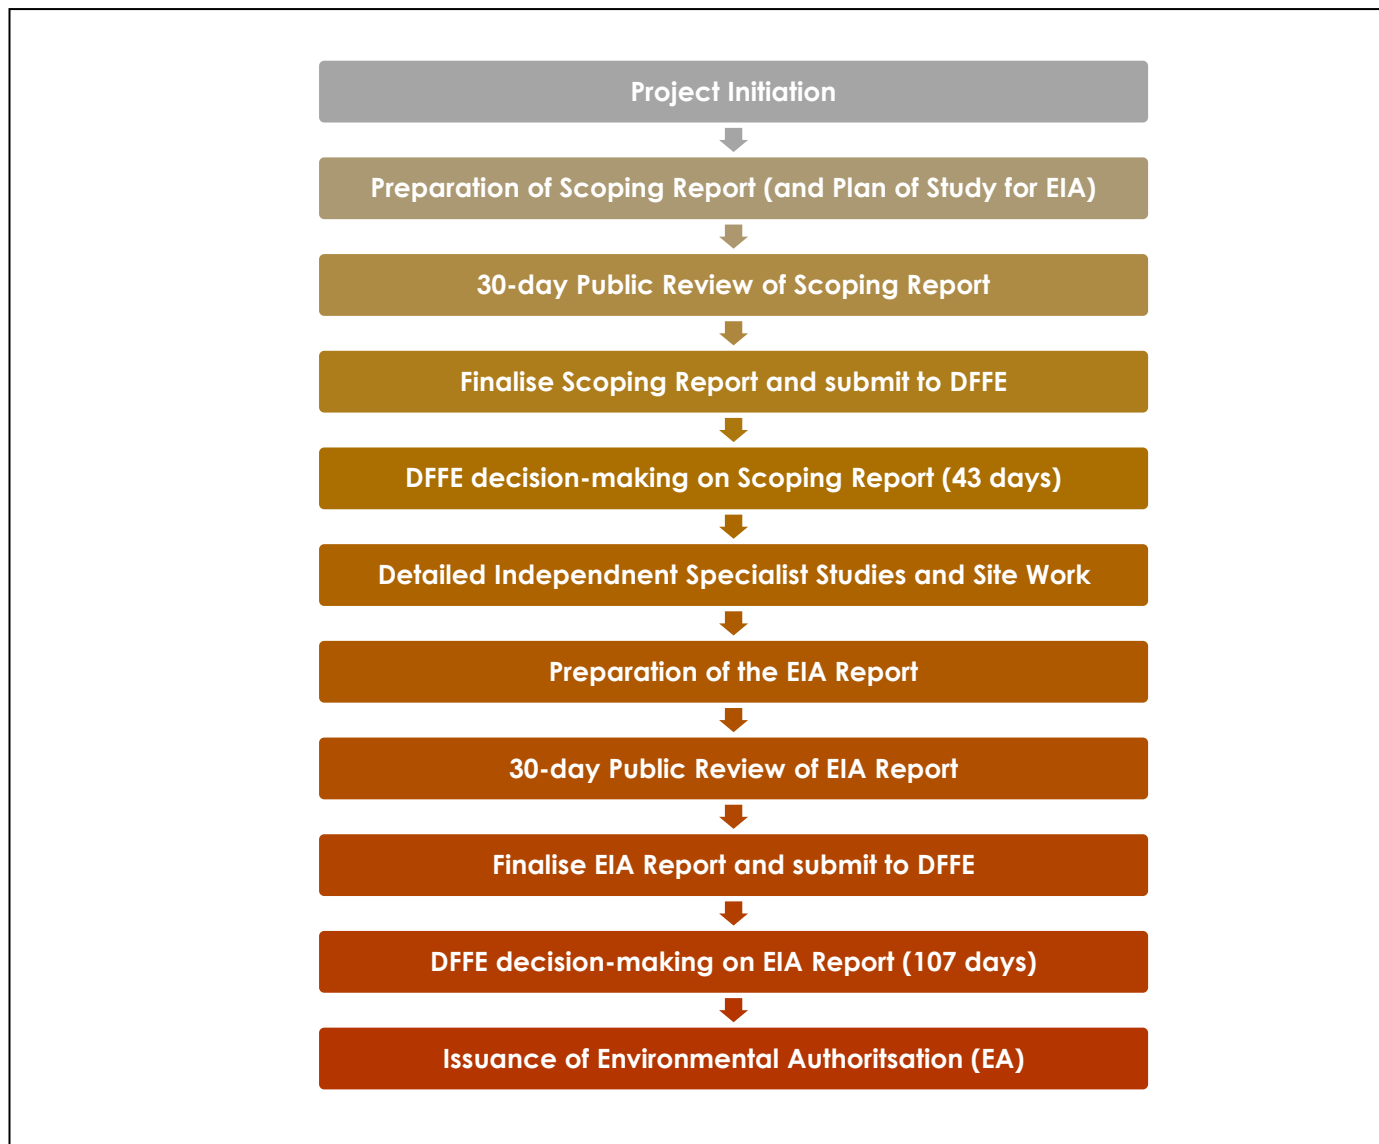 Project Initiation
Preparation of Scoping Report (and Plan of Study for EIA)
30-day Public Review of Scoping Report
Finalise Scoping Report and submit to DFFE
DFFE decision-making on Scoping Report (43 days)
Detailed Independnent Specialist Studies and Site Work
Preparation of the EIA Report
30-day Public Review of EIA Report
Finalise EIA Report and submit to DFFE
DFFE decision-making on EIA Report (107 days)
Issuance of Environmental Authoritsation (EA)